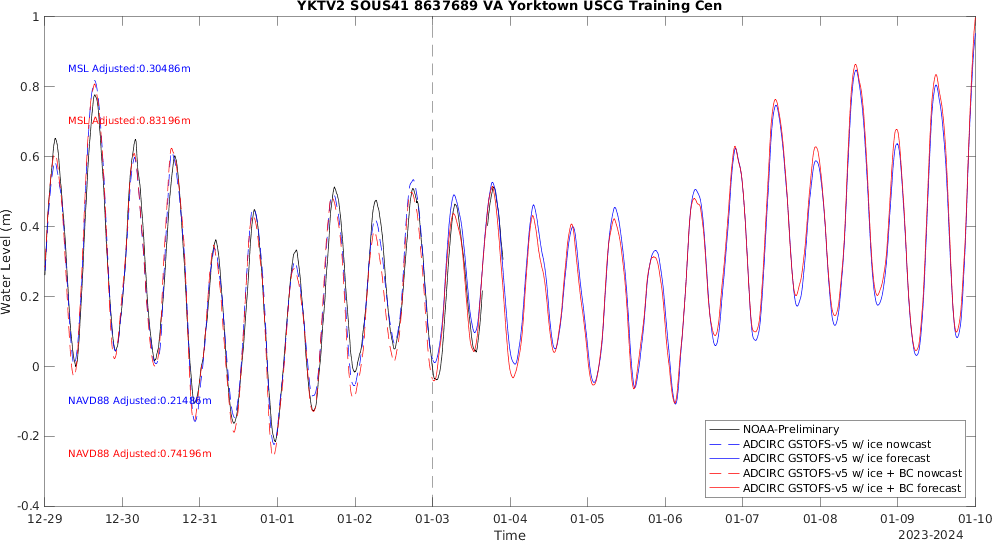 YKTV2 SOUS41 8637689 VA Yorktown USCG Training Cen
Water Level (m)
1
0.8
0.6
0.4
0.2
0
-0.2
-0.4
MSL Adjusted:0.30486m
MSL Adjusted:0.83196m
NAVD88 Adjusted:0.21486m
NAVD88 Adjusted:0.74196m
NOAA-Preliminary
ADCIRC GSTOFS-v5 w/ ice nowcast
ADCIRC GSTOFS-v5 w/ ice forecast
ADCIRC GSTOFS-v5 w/ ice + BC nowcast
ADCIRC GSTOFS-v5 w/ ice + BC forecast
12-29 12-30 12-31 01-01 01-02 01-03 01-04 01-05 01-06 01-07 01-08 01-09 01-10
Time
2023-2024